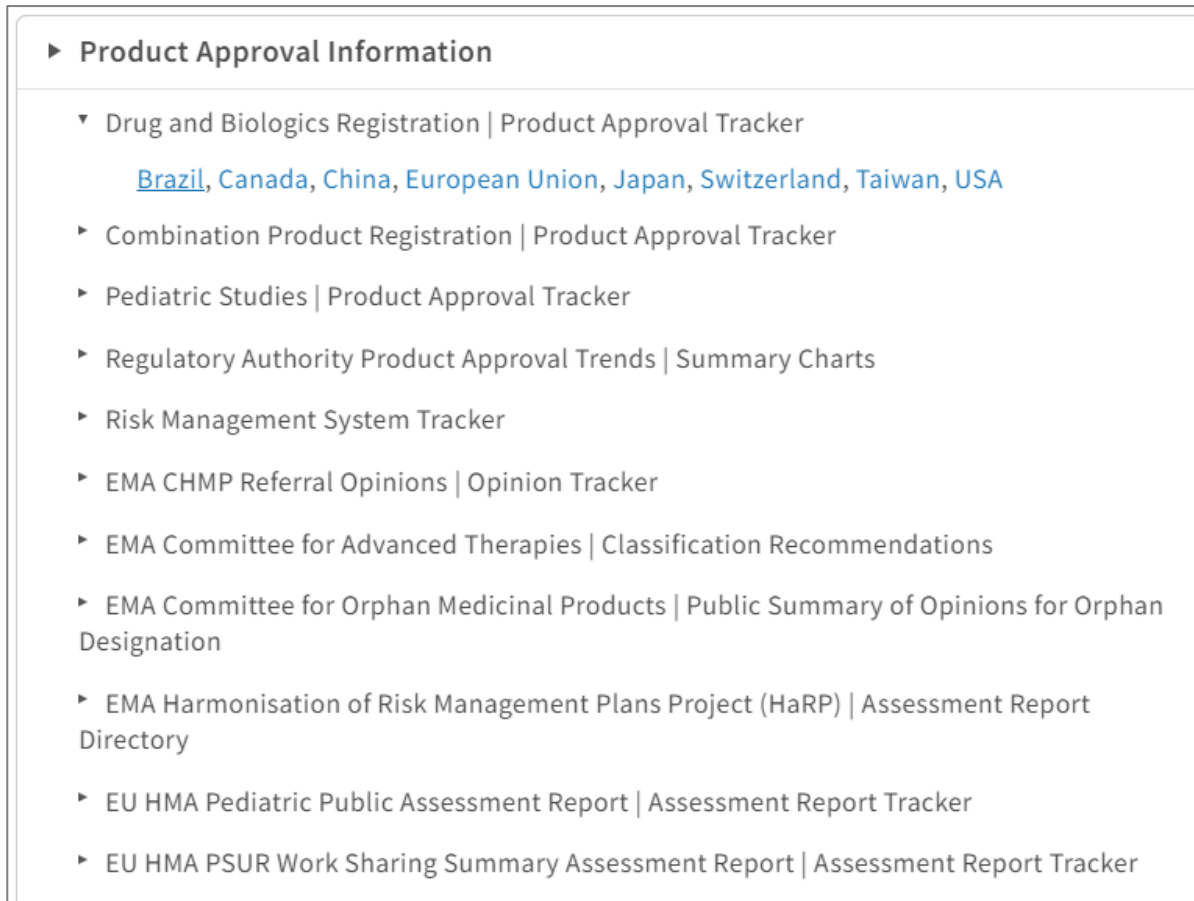 Product Approval Information
Drug and Biologics Registration | Product Approval Tracker
Brazil, Canada, China, European Union, Japan, Switzerland, Taiwan, USA
Combination Product Registration | Product Approval Tracker
Pediatric Studies | Product Approval Tracker
Regulatory Authority Product Approval Trends | Summary Charts
Risk Management System Tracker
EMA CHMP Referral Opinions | Opinion Tracker
EMA Committee for Advanced Therapies | Classification Recommendations
EMA Committee for Orphan Medicinal Products | Public Summary of Opinions for Orphan
Designation
EMA Harmonisation of Risk Management Plans Project (HaRP) | Assessment Report
Directory
EU HMA Pediatric Public Assessment Report | Assessment Report Tracker
EU HMA PSUR Work Sharing Summary Assessment Report | Assessment Report Tracker